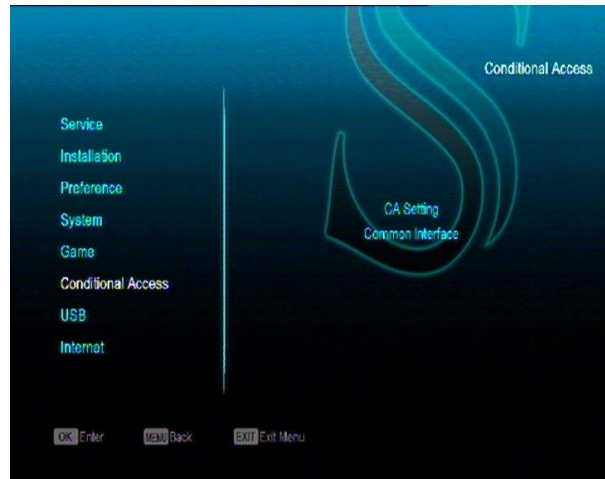 Conditional Access
Service
Installation
Preference
System
Game
Conditional Access
USB
Internet
CA Setting
Common Interface
OK Enter MENU Back EXIT Exit Menu